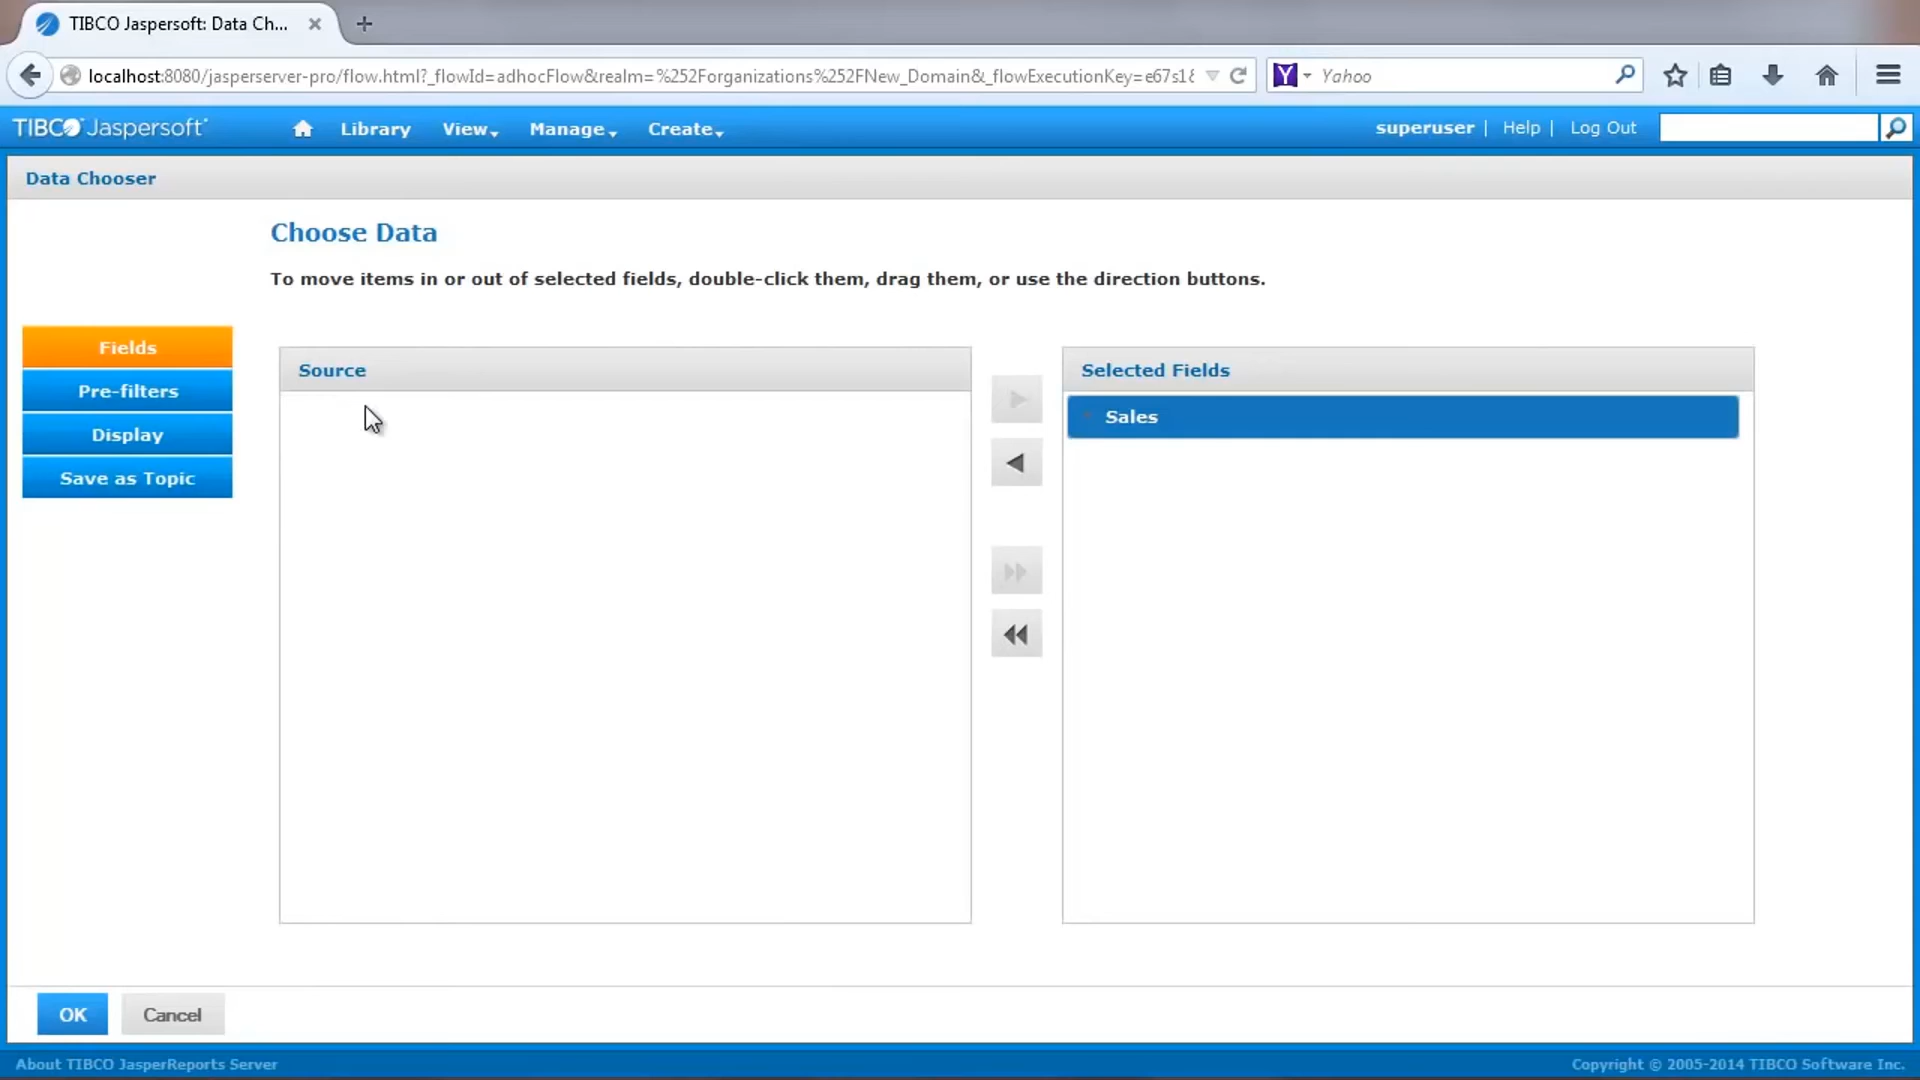 TIBCO Jaspersoft: Data Ch...
localhost:8080/jasperserver-pro/flow.html?_flowId=adhocFlow&realm=%252Forganizations%252FNew_Domain&_flowExecutionKey=e67s18
Yahoo
TIBCO Jaspersoft
Library
View
Manage
Create
superuser | Help | Log Out
Data Chooser
Choose Data
To move items in or out of selected fields, double-click them, drag them, or use the direction buttons.
Fields
Pre-filters
Display
Save as Topic
Source
Selected Fields
Sales
OK
Cancel
About TIBCO JasperReports Server
Copyright © 2005-2014 TIBCO Software Inc.